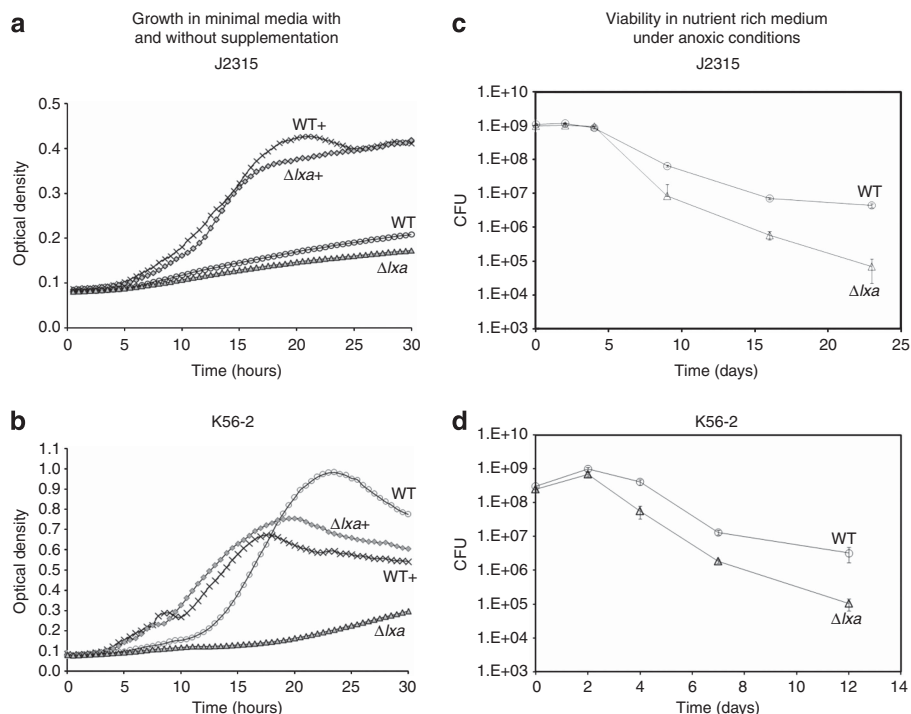 a
Growth in minimal media with
and without supplementation
J2315
0.5
0.4
0.3
0.2
0.1
0.0
Optical density
WT+
Δlxa+
WT
Δlxa
0
5
10
15
20
25
30
Time (hours)
c
Viability in nutrient rich medium
under anoxic conditions
J2315
1.E+10
1.E+09
1.E+08
1.E+07
1.E+06
1.E+05
1.E+04
1.E+03
CFU
WT
Δlxa
0
5
10
15
20
25
Time (days)
b
K56-2
1.1
1.0
0.9
0.8
0.7
0.6
0.5
0.4
0.3
0.2
0.1
0.0
Optical density
WT
Δlxa+
WT+
Δlxa
0
5
10
15
20
25
30
Time (hours)
d
K56-2
1.E+10
1.E+09
1.E+08
1.E+07
1.E+06
1.E+05
1.E+04
1.E+03
CFU
WT
Δlxa
0
2
4
6
8
10
12
14
Time (days)